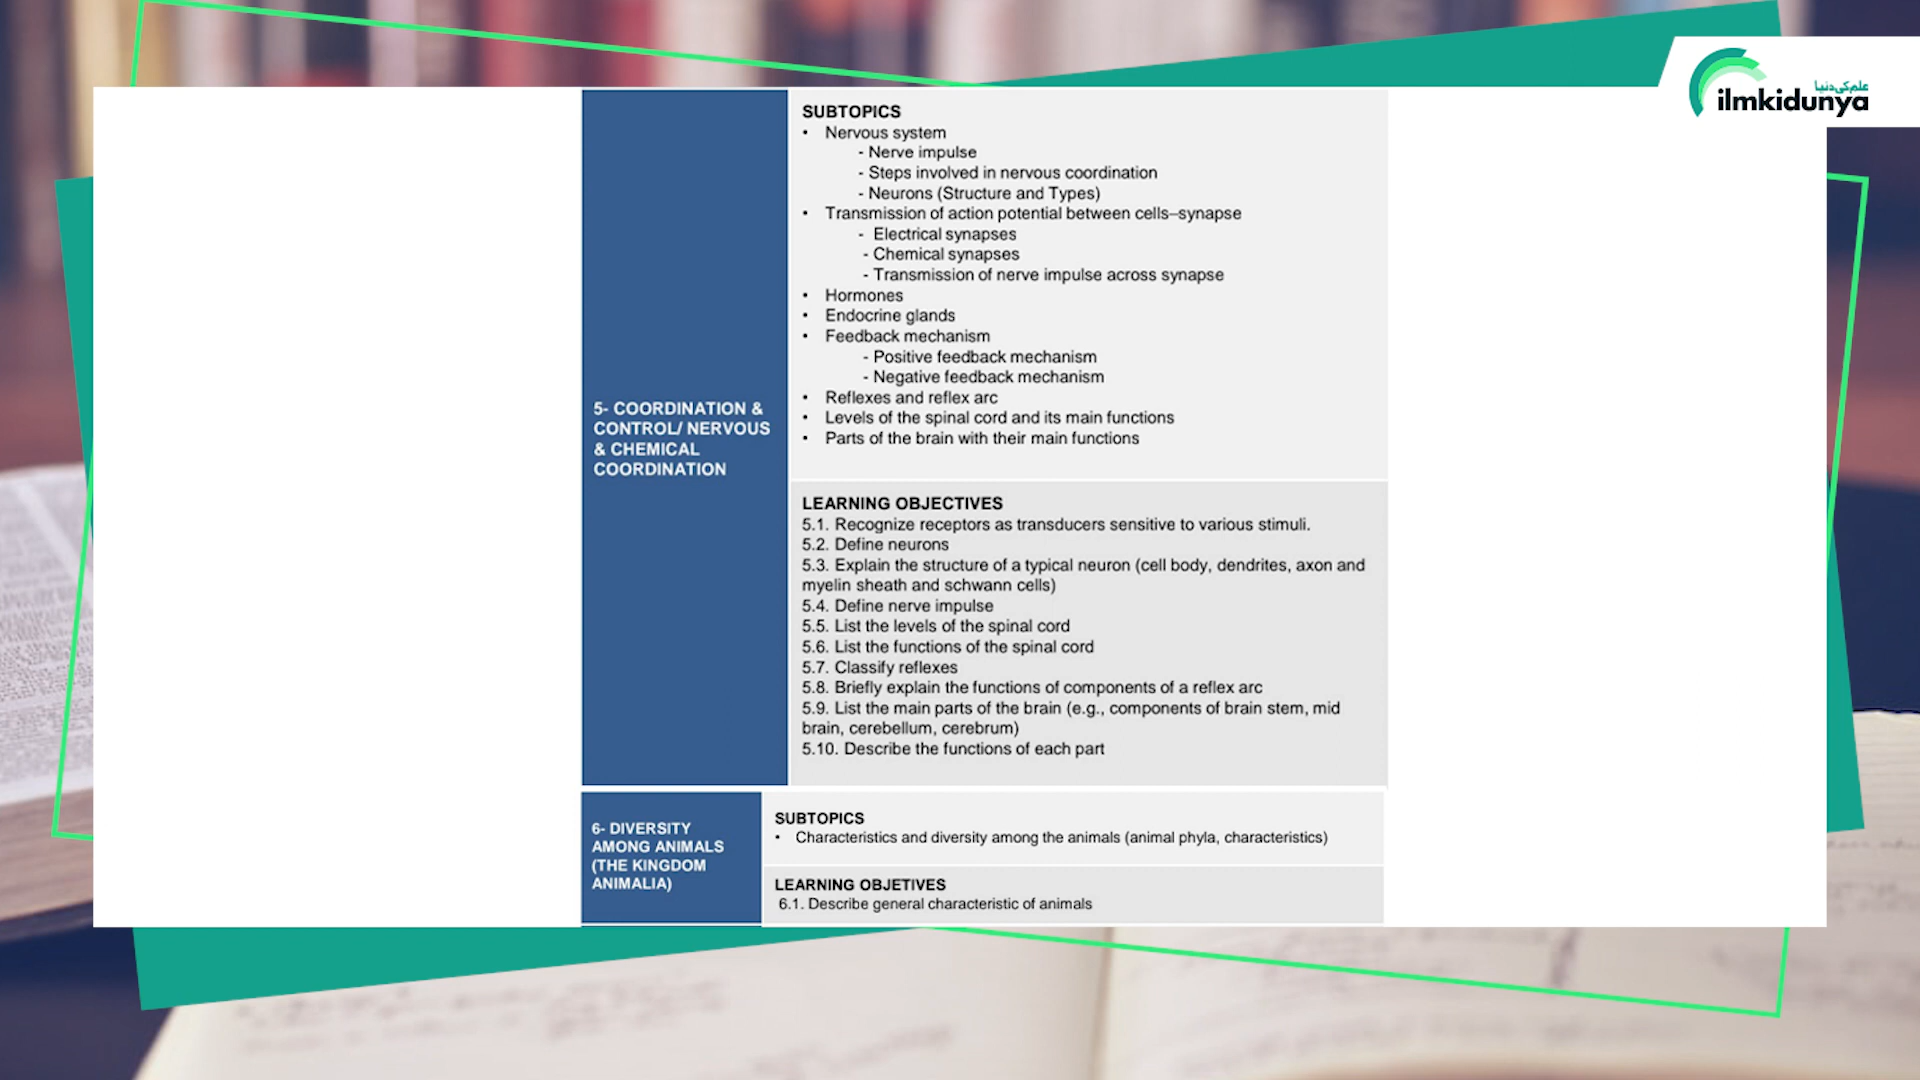 علم کی دنیا
ilmkidunya
5- COORDINATION &
CONTROL/ NERVOUS
& CHEMICAL
COORDINATION
SUBTOPICS
• Nervous system
- Nerve impulse
- Steps involved in nervous coordination
- Neurons (Structure and Types)
• Transmission of action potential between cells–synapse
- Electrical synapses
- Chemical synapses
- Transmission of nerve impulse across synapse
• Hormones
• Endocrine glands
• Feedback mechanism
- Positive feedback mechanism
- Negative feedback mechanism
• Reflexes and reflex arc
• Levels of the spinal cord and its main functions
• Parts of the brain with their main functions
LEARNING OBJECTIVES
5.1. Recognize receptors as transducers sensitive to various stimuli.
5.2. Define neurons
5.3. Explain the structure of a typical neuron (cell body, dendrites, axon and
myelin sheath and schwann cells)
5.4. Define nerve impulse
5.5. List the levels of the spinal cord
5.6. List the functions of the spinal cord
5.7. Classify reflexes
5.8. Briefly explain the functions of components of a reflex arc
5.9. List the main parts of the brain (e.g., components of brain stem, mid
brain, cerebellum, cerebrum)
5.10. Describe the functions of each part
6- DIVERSITY
AMONG ANIMALS
(THE KINGDOM
ANIMALIA)
SUBTOPICS
• Characteristics and diversity among the animals (animal phyla, characteristics)
LEARNING OBJETIVES
6.1. Describe general characteristic of animals